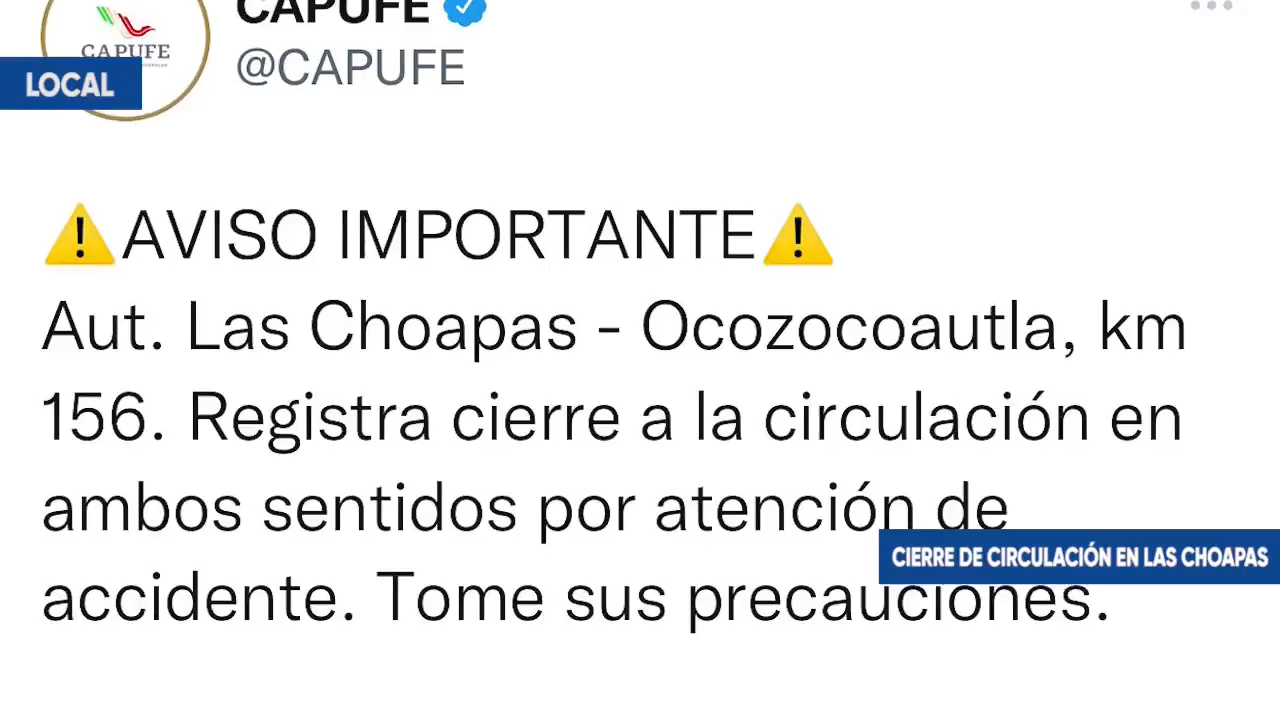 CAPUFE
CAPUFE
@CAPUFE
LOCAL
⚠️AVISO IMPORTANTE⚠️
Aut. Las Choapas - Ocozocoautla, km
156. Registra cierre a la circulación en
ambos sentidos por atención de
accidente. Tome sus precauciones.
CIERRE DE CIRCULACIÓN EN LAS CHOAPAS